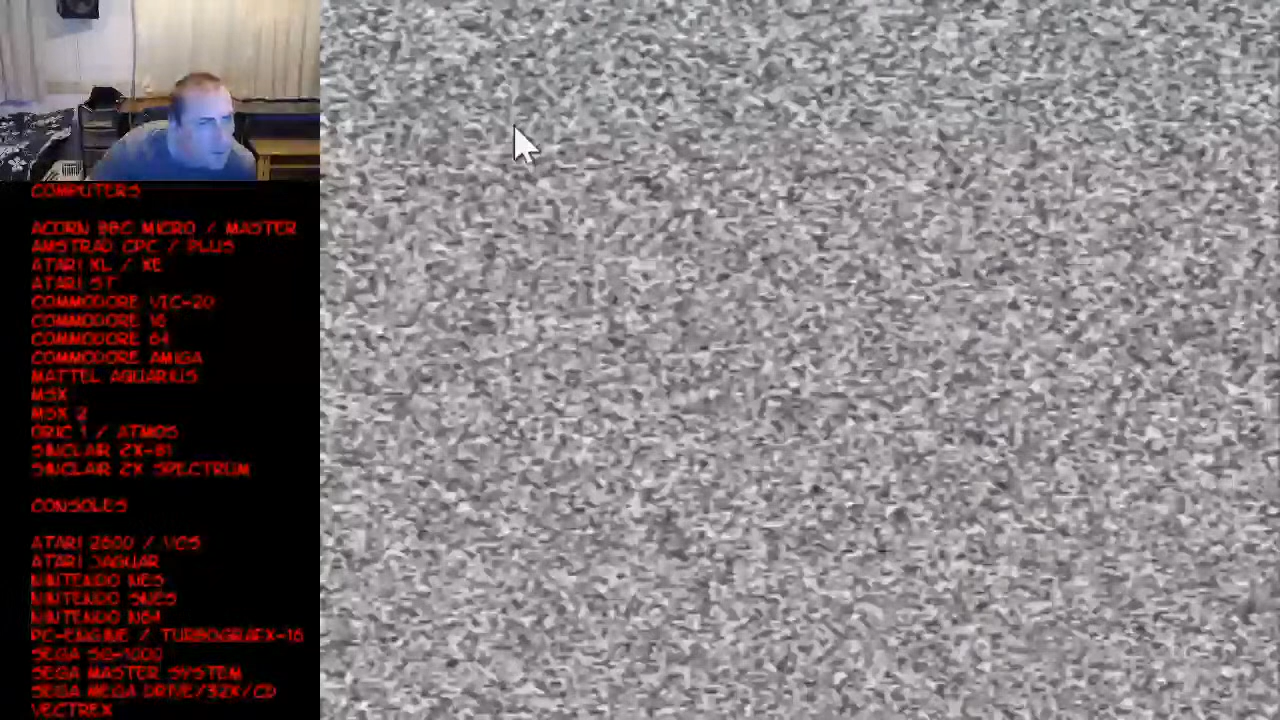 COMPUTERS
ACORN BBC MICRO / MASTER
AMSTRAD CPC / PLUS
ATARI XL / XE
ATARI ST
COMMODORE VIC-20
COMMODORE 16
COMMODORE 64
COMMODORE AMIGA
MATTEL AQUARIUS
MSX
MSX 2
ORIC 1 / ATMOS
SINCLAIR ZX-81
SINCLAIR ZX SPECTRUM
CONSOLES
ATARI 2600 / VCS
ATARI JAGUAR
NINTENDO NES
NINTENDO SNES
NINTENDO N64
PC-ENGINE / TURBOGRAFX-16
SEGA SG-1000
SEGA MASTER SYSTEM
SEGA MEGA DRIVE/32X/CD
VECTREX